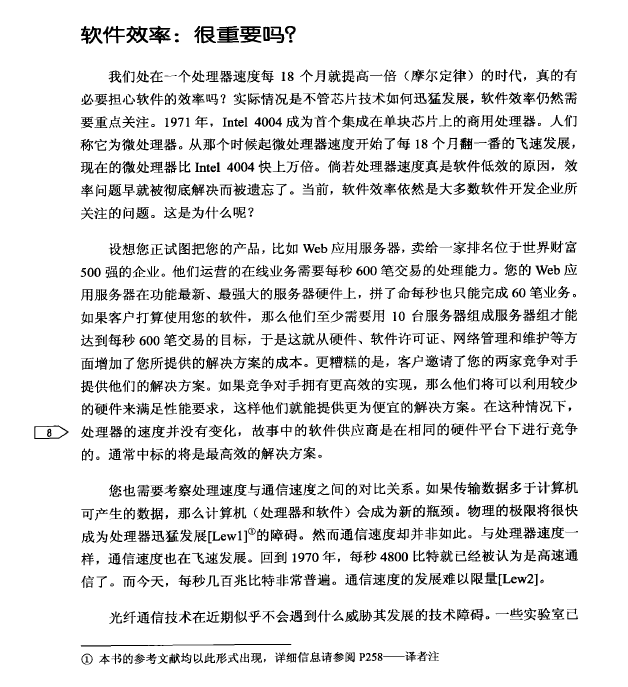 软件效率：很重要吗？
我们处在一个处理器速度每 18 个月就提高一倍（摩尔定律）的时代，真的有
必要担心软件的效率吗？实际情况是不管芯片技术如何迅猛发展，软件效率仍然需
要重点关注。1971 年，Intel 4004 成为首个集成在单块芯片上的商用处理器。人们
称它为微处理器。从那个时候起微处理器速度开始了每 18 个月翻一番的飞速发展，
现在的微处理器比 Intel 4004 快上万倍。倘若处理器速度真是软件低效的原因，效
率问题早就被彻底解决而被遗忘了。当前，软件效率依然是大多数软件开发企业所
关注的问题。这是为什么呢？
设想您正试图把您的产品，比如 Web 应用服务器，卖给一家排名位于世界财富
500 强的企业。他们运营的在线业务需要每秒 600 笔交易的处理能力。您的 Web 应
用服务器在功能最新、最强大的服务器硬件上，拼了命每秒也只能完成 60 笔业务。
如果客户打算使用您的软件，那么他们至少需要用 10 台服务器组成服务器组才能
达到每秒 600 笔交易的目标，于是这就从硬件、软件许可证、网络管理和维护等方
面增加了您所提供的解决方案的成本。更糟糕的是，客户邀请了您的两家竞争对手
提供他们的解决方案。如果竞争对手拥有更高效的实现，那么他们将可以利用较少
的硬件来满足性能要求，这样他们就能提供更为便宜的解决方案。在这种情况下，
8
处理器的速度并没有变化，故事中的软件供应商是在相同的硬件平台下进行竞争
的。通常中标的将是最高效的解决方案。
您也需要考察处理速度与通信速度之间的对比关系。如果传输数据多于计算机
可产生的数据，那么计算机（处理器和软件）会成为新的瓶颈。物理的极限将很快
成为处理器迅猛发展[Lew1]①的障碍。然而通信速度却并非如此。与处理器速度一
样，通信速度也在飞速发展。回到 1970 年，每秒 4800 比特就已经被认为是高速通
信了。而今天，每秒几百兆比特非常普遍。通信速度的发展难以限量[Lew2]。
光纤通信技术在近期似乎不会遇到什么威胁其发展的技术障碍。一些实验室已
① 本书的参考文献均以此形式出现，详细信息请参阅 P258——译者注